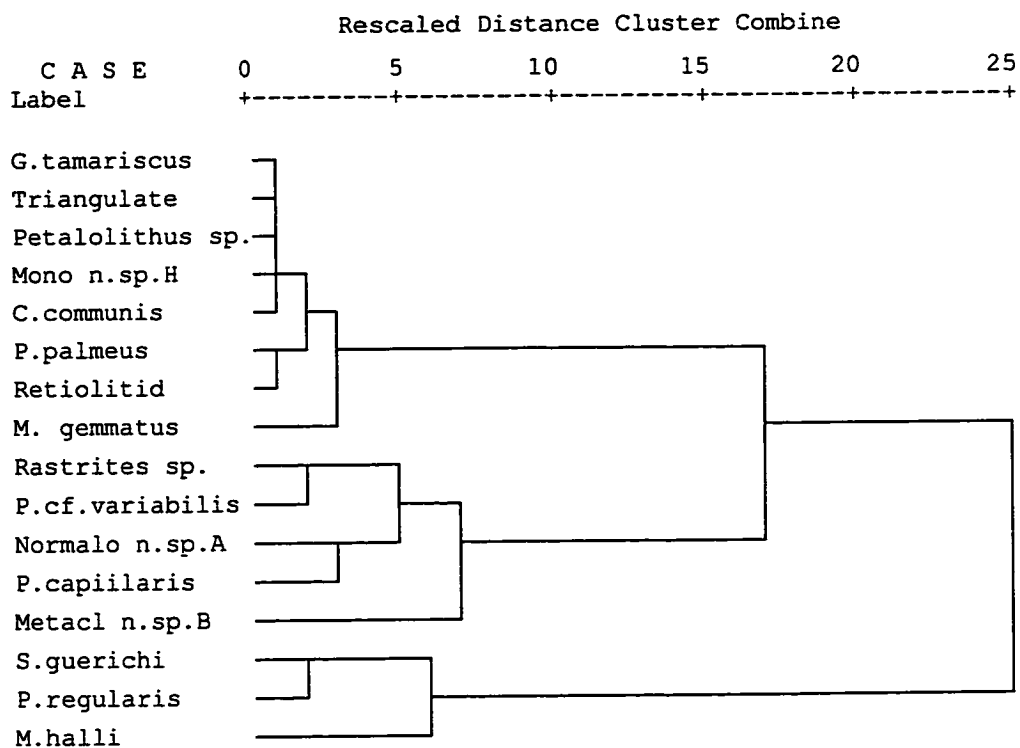 Rescaled Distance Cluster Combine
C A S E 0 5 10 15 20 25
Label +---------+---------+---------+---------+---------+
G.tamariscus
Triangulate
Petalolithus sp.
Mono n.sp.H
C.communis
P.palmeus
Retiolitid
M. gemmatus
Rastrites sp.
P.cf.variabilis
Normalo n.sp.A
P.capiilaris
Metacl n.sp.B
S.guerichi
P.regularis
M.halli